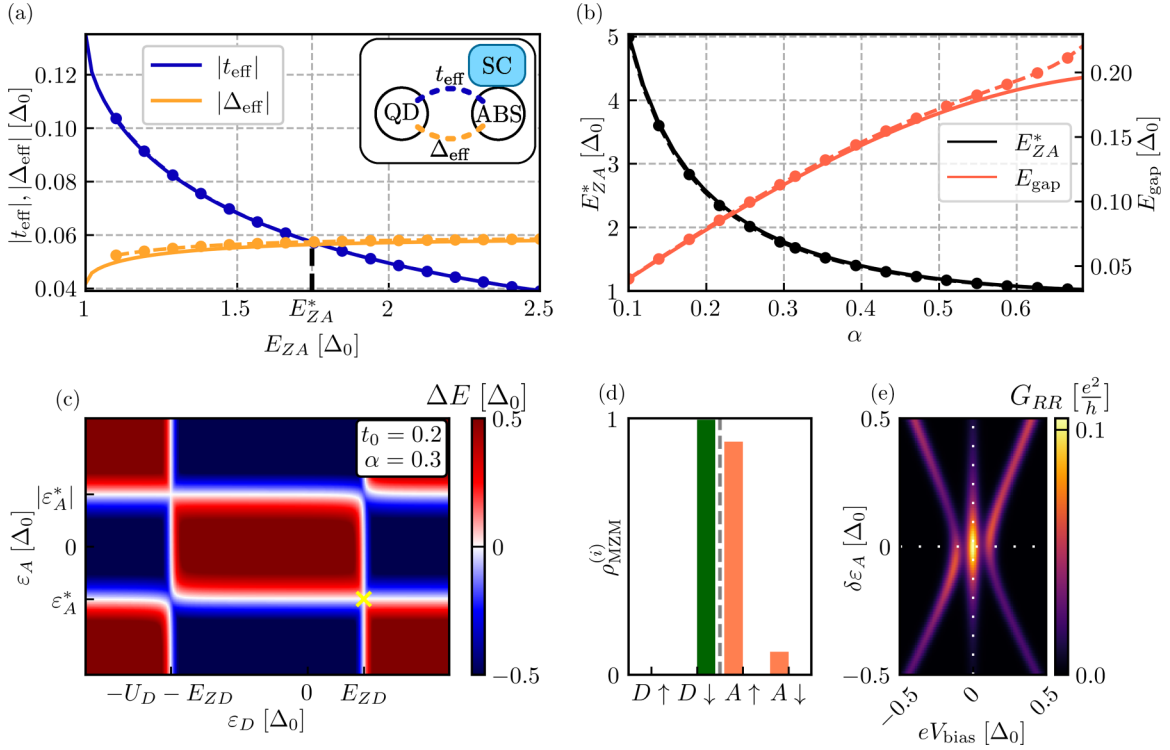 (a)
|t_eff|, |Δ_eff| [Δ_0]
0.12
0.10
0.08
0.06
0.04
|t_eff|
|Δ_eff|
SC
t_eff
QD
ABS
Δ_eff
1 1.5 E*_ZA 2 2.5
E_ZA [Δ_0]
(b)
E*_ZA [Δ_0]
5
4
3
2
1
E*_ZA
E_gap
0.20
0.15
0.10
0.05
E_gap [Δ_0]
0.1 0.2 0.3 0.4 0.5 0.6
α
(c)
ΔE [Δ_0]
t_0 = 0.2
α = 0.3
ε_A [Δ_0]
|ε*_A|
0
ε*_A
−U_D − E_ZD 0 E_ZD
ε_D [Δ_0]
0.5
0
−0.5
(d)
ρ^(i)_MZM
1
0
D ↑ D ↓ A ↑ A ↓
(e)
G_RR [e²/h]
δε_A [Δ_0]
0.5
0
−0.5
−0.5 0 0.5
eV_bias [Δ_0]
0.1
0.0